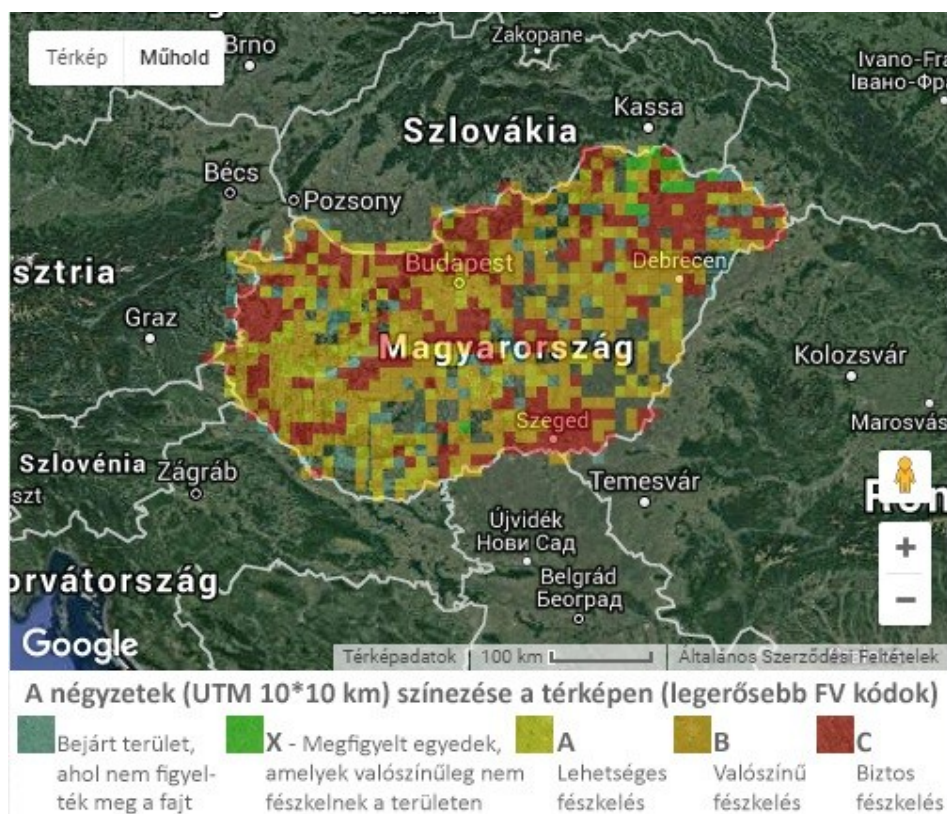 Térkép
Műhold
Brno
Zakopane
Ivano-Fra
Івано-Фра
Kassa
Szlovákia
Bécs
Pozsony
sztria
Budapest
Debrecen
Graz
Magyarország
Kolozsvár
Marosvás
Szeged
Szlovénia
Zágráb
szt
Temesvár
Újvidék
Нови Сад
orvátország
Belgrád
Београд
+
−
Google
Térképadatok
100 km
Általános Szerződési Feltételek
A négyzetek (UTM 10*10 km) színezése a térképen (legerősebb FV kódok)
Bejárt terület,
ahol nem figyel-
ték meg a fajt
X - Megfigyelt egyedek,
amelyek valószínűleg nem
fészkelnek a területen
A
Lehetséges
fészkelés
B
Valószínű
fészkelés
C
Biztos
fészkelés